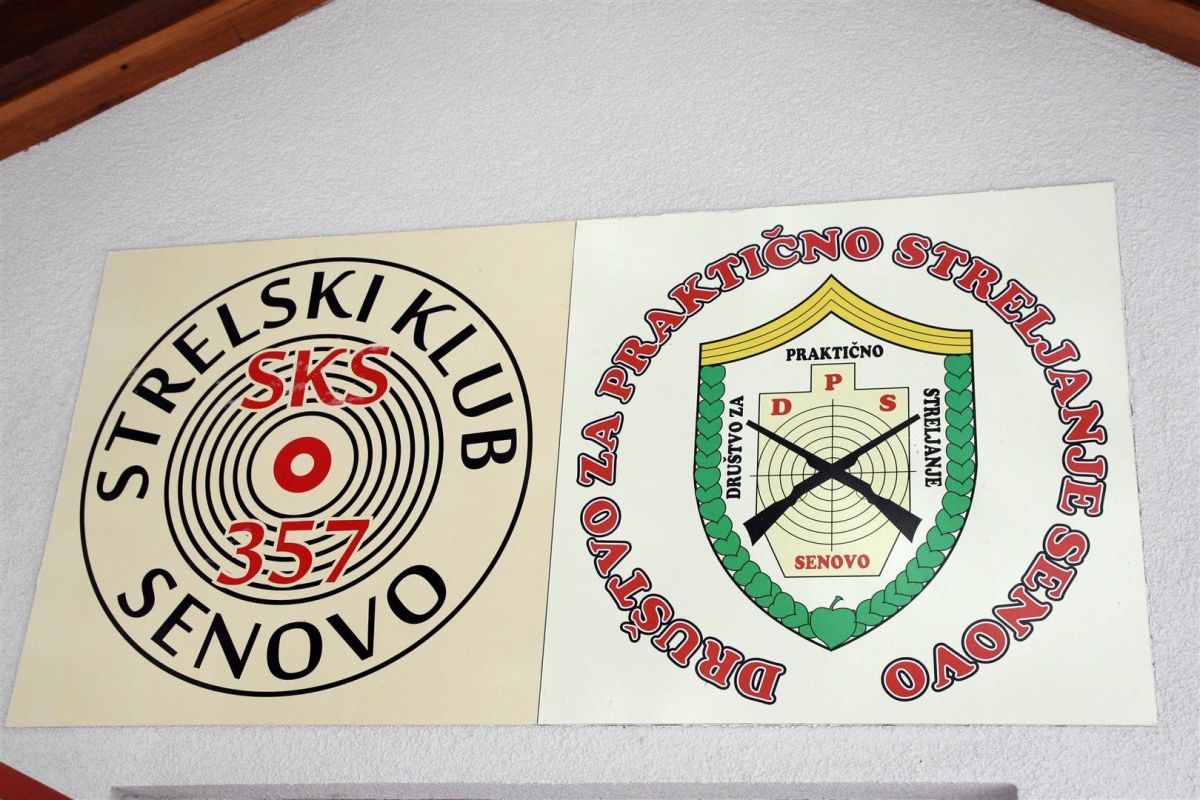 STRELSKI KLUB
SKS
357
SENOVO
DRUŠTVO ZA PRAKTIČNO STRELJANJE SENOVO
DRUŠTVO ZA
PRAKTIČNO
STRELJANJE
D P S
SENOVO